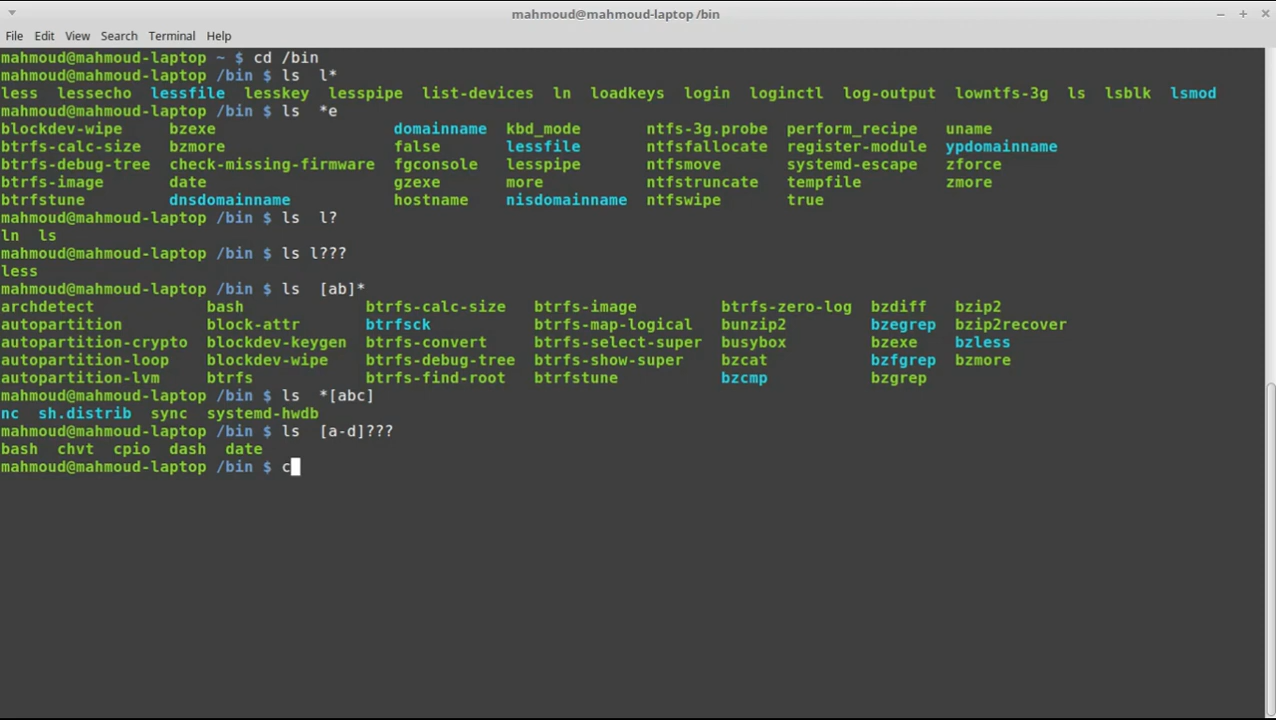 mahmoud@mahmoud-laptop /bin
File Edit View Search Terminal Help
mahmoud@mahmoud-laptop ~ $ cd /bin
mahmoud@mahmoud-laptop /bin $ ls  l*
less  lessecho  lessfile  lesskey  lesspipe  list-devices  ln  loadkeys  login  loginctl  log-output  lowntfs-3g  ls  lsblk  lsmod
mahmoud@mahmoud-laptop /bin $ ls  *e
blockdev-wipe  bzexe  domainname  kbd_mode  ntfs-3g.probe  perform_recipe  uname
btrfs-calc-size  bzmore  false  lessfile  ntfsfallocate  register-module  ypdomainname
btrfs-debug-tree  check-missing-firmware  fgconsole  lesspipe  ntfsmove  systemd-escape  zforce
btrfs-image  date  gzexe  more  ntfstruncate  tempfile  zmore
btrfstune  dnsdomainname  hostname  nisdomainname  ntfswipe  true
mahmoud@mahmoud-laptop /bin $ ls  l?
ln  ls
mahmoud@mahmoud-laptop /bin $ ls l???
less
mahmoud@mahmoud-laptop /bin $ ls  [ab]*
archdetect  bash  btrfs-calc-size  btrfs-image  btrfs-zero-log  bzdiff  bzip2
autopartition  block-attr  btrfsck  btrfs-map-logical  bunzip2  bzegrep  bzip2recover
autopartition-crypto  blockdev-keygen  btrfs-convert  btrfs-select-super  busybox  bzexe  bzless
autopartition-loop  blockdev-wipe  btrfs-debug-tree  btrfs-show-super  bzcat  bzfgrep  bzmore
autopartition-lvm  btrfs  btrfs-find-root  btrfstune  bzcmp  bzgrep
mahmoud@mahmoud-laptop /bin $ ls  *[abc]
nc  sh.distrib  sync  systemd-hwdb
mahmoud@mahmoud-laptop /bin $ ls  [a-d]???
bash  chvt  cpio  dash  date
mahmoud@mahmoud-laptop /bin $ c